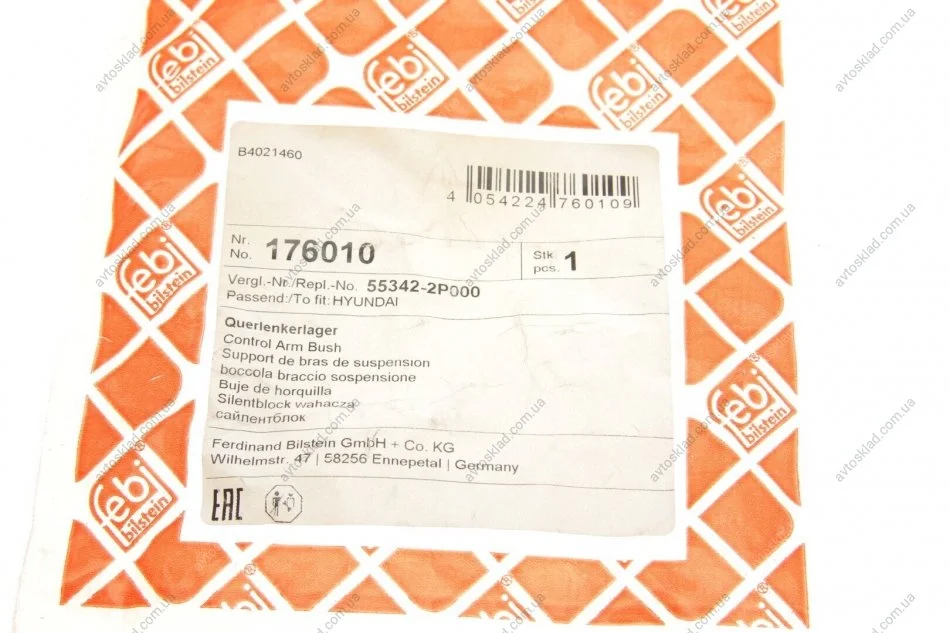 febi
bilstein
B4021460
4 054224 760109
Nr.
No. 176010
Stk
pcs. 1
Vergl.-Nr./Repl.-No. 55342-2P000
Passend:/To fit: HYUNDAI
Querlenkerlager
Control Arm Bush
Support de bras de suspension
boccola braccio sospensione
Buje de horquilla
Silentblock wahacza
сайлентблок
Ferdinand Bilstein GmbH + Co. KG
Wilhelmstr. 47 | 58256 Ennepetal | Germany
EAC
avtosklad.com.ua